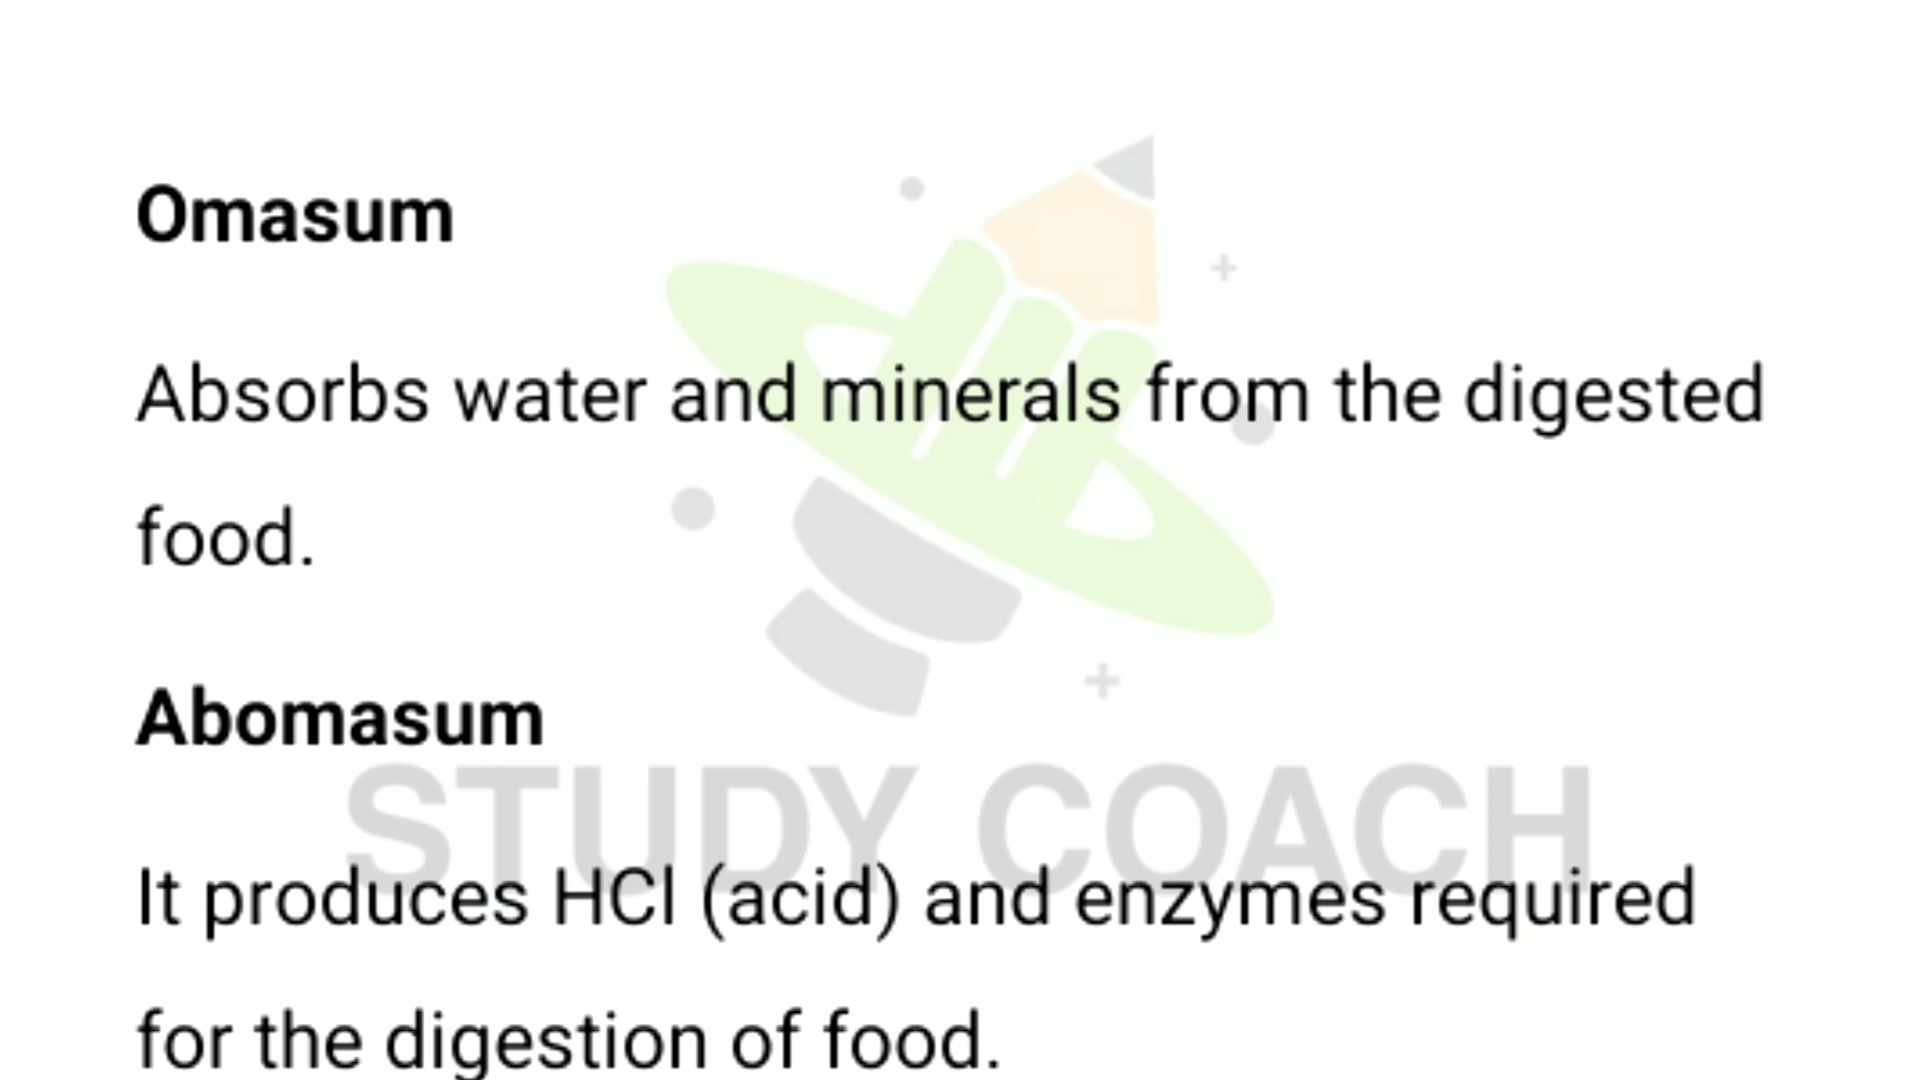 Omasum
Absorbs water and minerals from the digested
food.
Abomasum
STUDY COACH
It produces HCl (acid) and enzymes required
for the digestion of food.